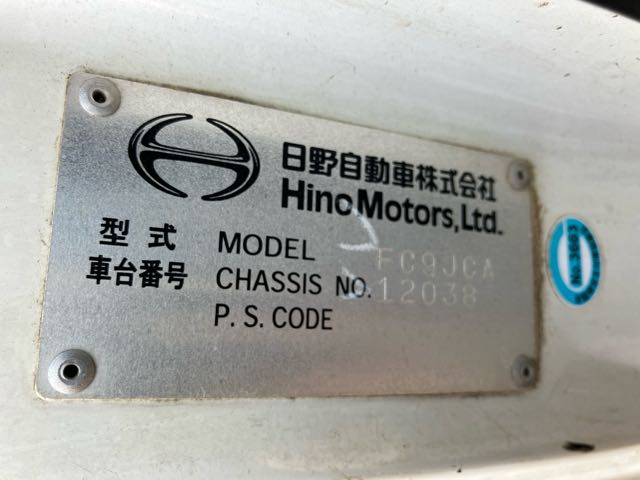 日野自動車株式会社
Hino Motors, Ltd.
型式 MODEL FC9JCA
車台番号 CHASSIS NO. 12038
P. S. CODE